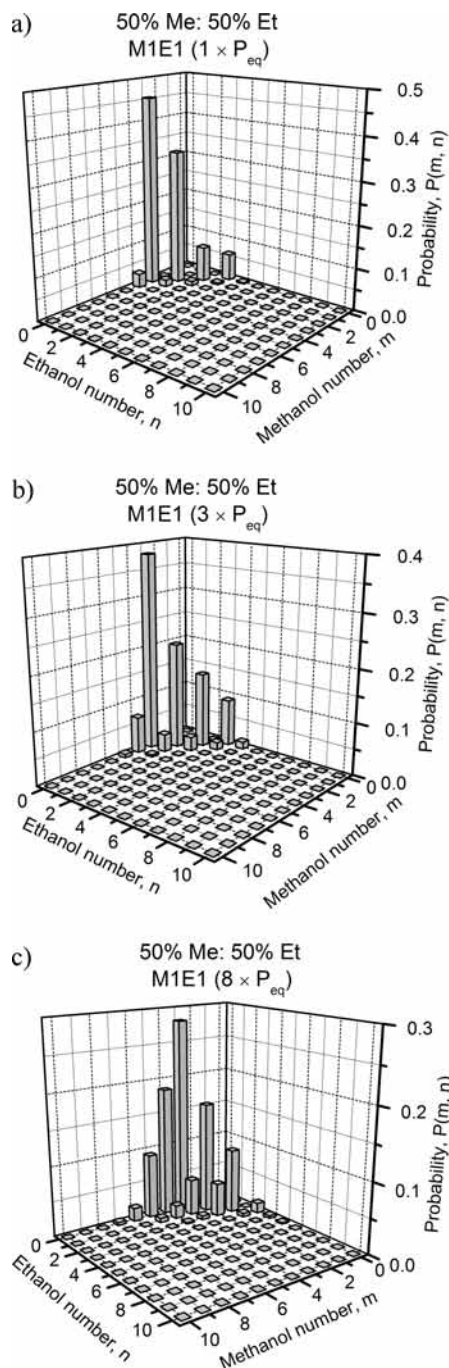 a)
50% Me: 50% Et
M1E1 (1 × Peq)
0.5
0.4
0.3
0.2
0.1
0.0
Probability, P(m, n)
0
2
4
6
8
10
Ethanol number, n
0
2
4
6
8
10
Methanol number, m
b)
50% Me: 50% Et
M1E1 (3 × Peq)
0.4
0.3
0.2
0.1
0.0
Probability, P(m, n)
0
2
4
6
8
10
Ethanol number, n
0
2
4
6
8
10
Methanol number, m
c)
50% Me: 50% Et
M1E1 (8 × Peq)
0.3
0.2
0.1
0.0
Probability, P(m, n)
0
2
4
6
8
10
Ethanol number, n
0
2
4
6
8
10
Methanol number, m